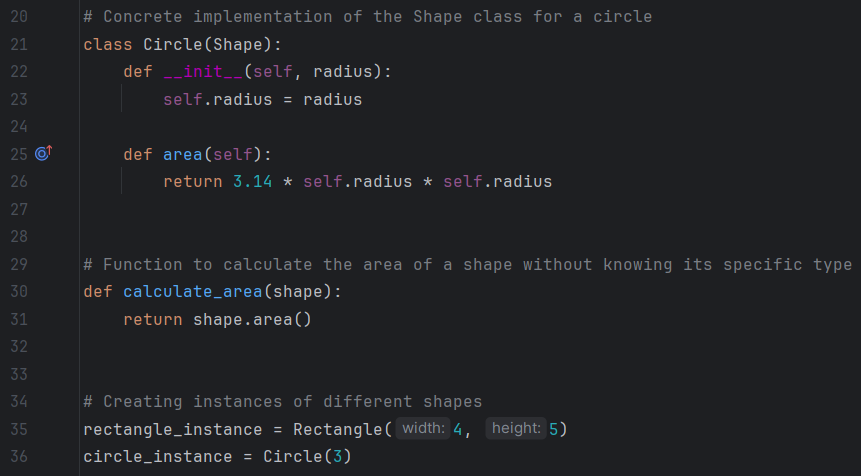 20 # Concrete implementation of the Shape class for a circle
21 class Circle(Shape):
22     def __init__(self, radius):
23         self.radius = radius
24
25     def area(self):
26         return 3.14 * self.radius * self.radius
27
28
29 # Function to calculate the area of a shape without knowing its specific type
30 def calculate_area(shape):
31     return shape.area()
32
33
34 # Creating instances of different shapes
35 rectangle_instance = Rectangle( width: 4, height: 5)
36 circle_instance = Circle(3)